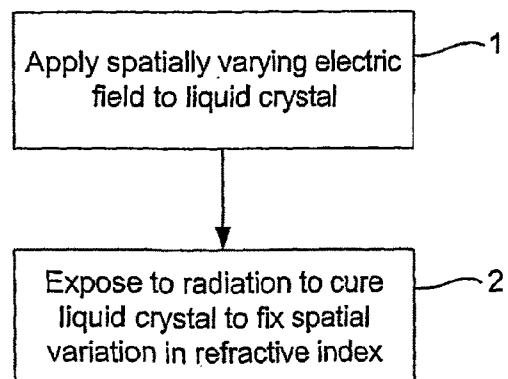 Apply spatially varying electric
field to liquid crystal
1
Expose to radiation to cure
liquid crystal to fix spatial
variation in refractive index
2